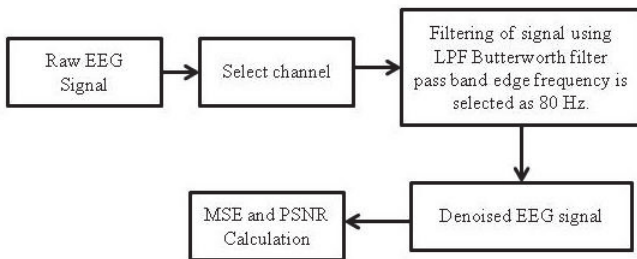 Raw EEG
Signal
Select channel
Filtering of signal using
LPF Butterworth filter
pass band edge frequency is
selected as 80 Hz.
Denoised EEG signal
MSE and PSNR
Calculation